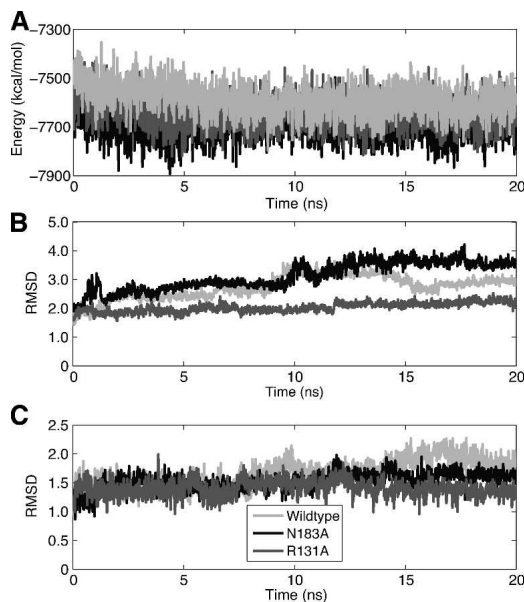 A
Energy (kcal/mol)
−7300
−7500
−7700
−7900
0
5
10
15
20
Time (ns)
B
RMSD
5.0
4.0
3.0
2.0
1.0
0
0
5
10
15
20
Time (ns)
C
RMSD
2.5
2.0
1.5
1.0
0.5
0
0
5
10
15
20
Time (ns)
Wildtype
N183A
R131A